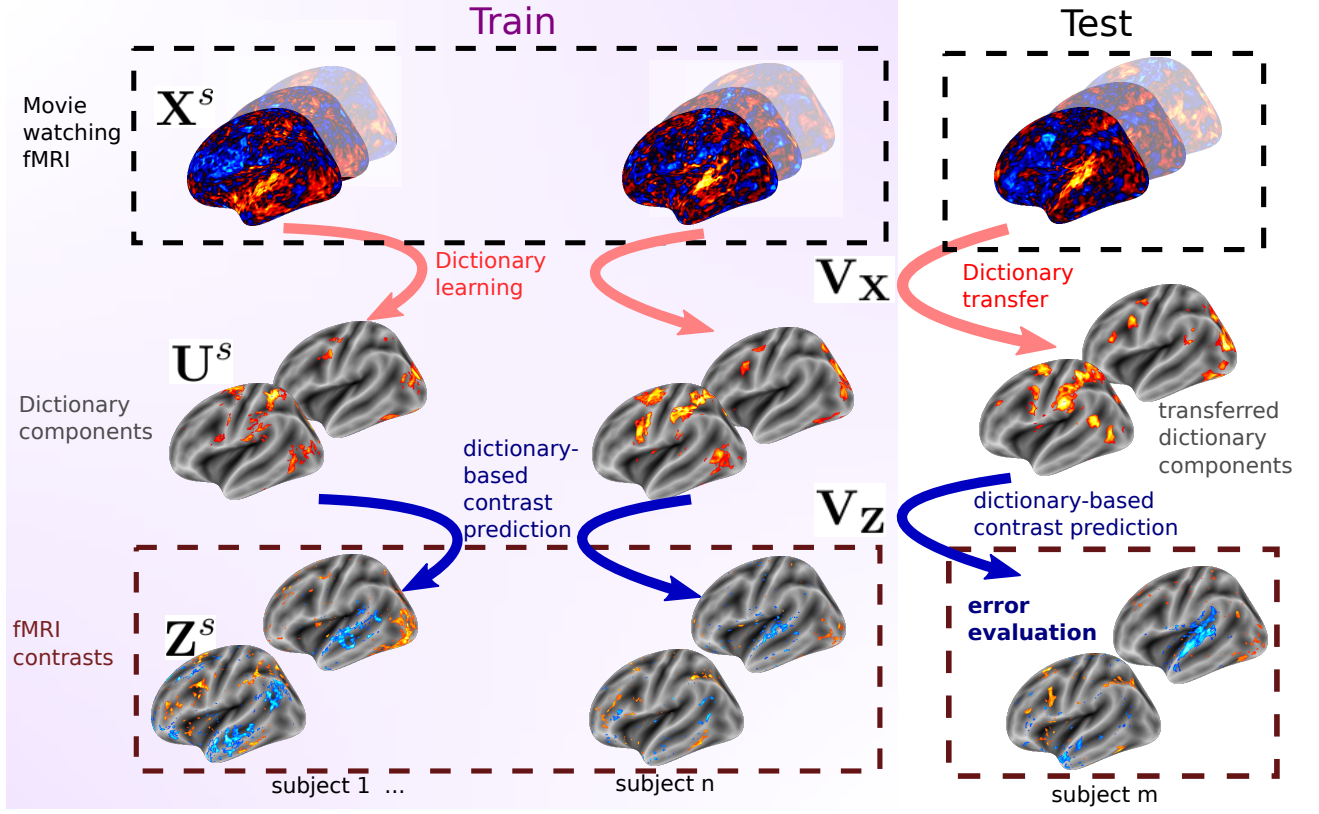 Train
Test
Movie
watching
fMRI
X^s
Dictionary
learning
V_X
Dictionary
transfer
U^s
Dictionary
components
transferred
dictionary
components
dictionary-
based
contrast
prediction
V_Z
dictionary-based
contrast prediction
fMRI
contrasts
Z^s
error
evaluation
subject 1 ...
subject n
subject m